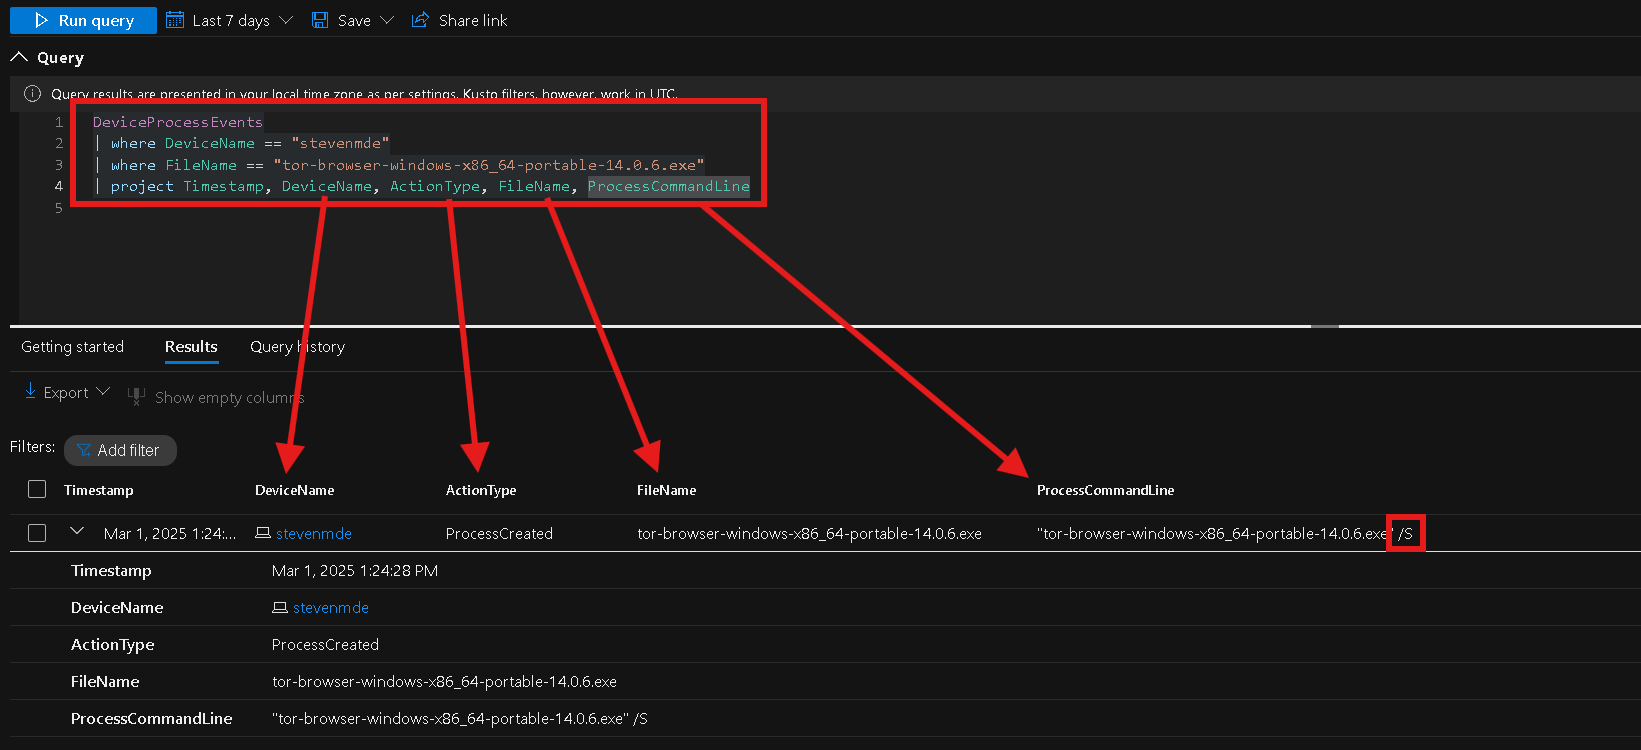 Run query Last 7 days Save Share link
Query
Query results are presented in your local time zone as per settings. Kusto filters, however, work in UTC.
1 DeviceProcessEvents
2 | where DeviceName == "stevenmde"
3 | where FileName == "tor-browser-windows-x86_64-portable-14.0.6.exe"
4 | project Timestamp, DeviceName, ActionType, FileName, ProcessCommandLine
5
Getting started Results Query history
Export Show empty columns
Filters: Add filter
Timestamp DeviceName ActionType FileName ProcessCommandLine
Mar 1, 2025 1:24:... stevenmde ProcessCreated tor-browser-windows-x86_64-portable-14.0.6.exe "tor-browser-windows-x86_64-portable-14.0.6.exe" /S
Timestamp Mar 1, 2025 1:24:28 PM
DeviceName stevenmde
ActionType ProcessCreated
FileName tor-browser-windows-x86_64-portable-14.0.6.exe
ProcessCommandLine "tor-browser-windows-x86_64-portable-14.0.6.exe" /S